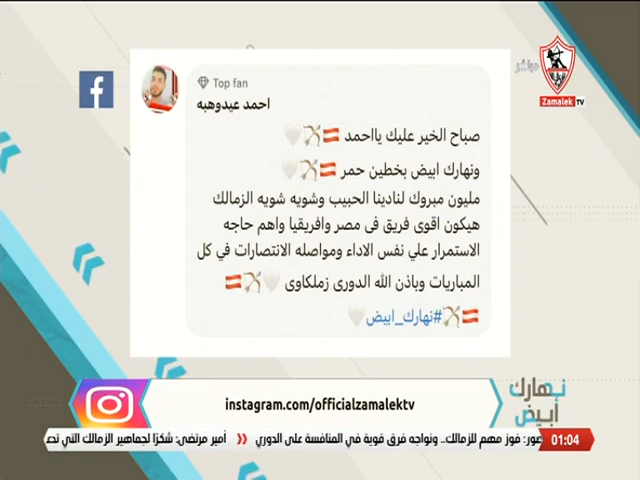 مباشر
Zamalek TV
Top fan
احمد عيدوهبه
صباح الخير عليك يااحمد
ونهارك ابيض بخطين حمر
مليون مبروك لنادينا الحبيب وشويه شويه الزمالك
هيكون اقوى فريق فى مصر وافريقيا واهم حاجه
الاستمرار علي نفس الاداء ومواصله الانتصارات في كل
المباريات وباذن الله الدورى زملكاوى
#نهارك_ابيض
instagram.com/officialzamalektv
نهارك
أبيض
01:04
فوز مهم للزمالك.. ونواجه فرق قوية في المنافسة على الدوري
أمير مرتضى: شكرًا لجماهير الزمالك التي